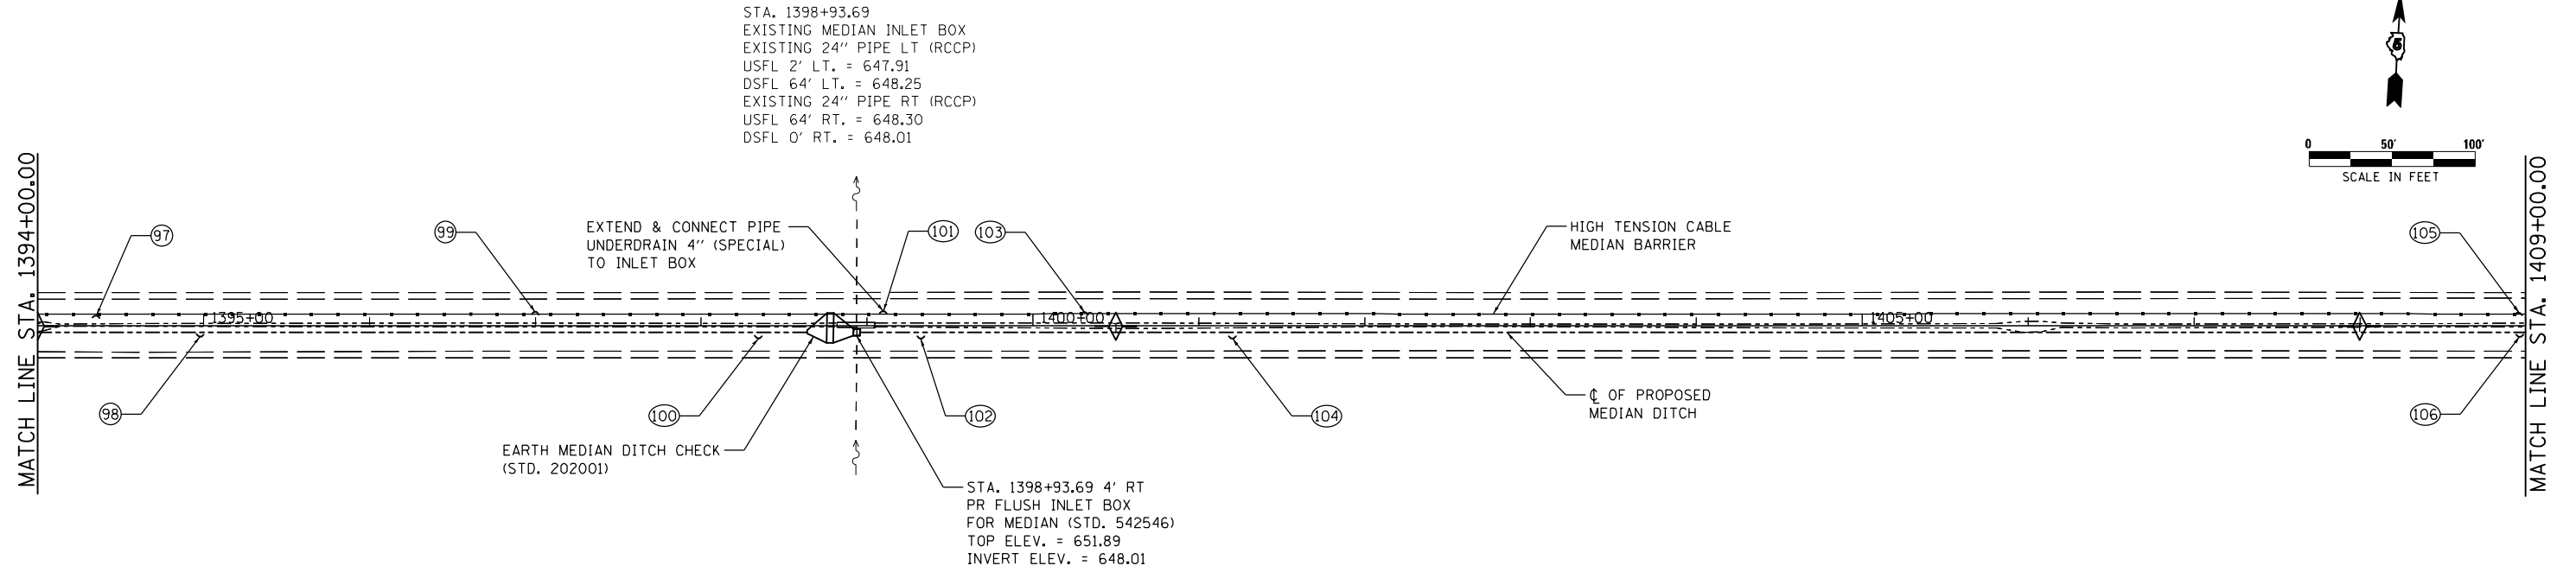 STA. 1398+93.69
EXISTING MEDIAN INLET BOX
EXISTING 24'' PIPE LT (RCCP)
USFL 2' LT. = 647.91
DSFL 64' LT. = 648.25
EXISTING 24'' PIPE RT (RCCP)
USFL 64' RT. = 648.30
DSFL 0' RT. = 648.01
5
0 50' 100'
SCALE IN FEET
MATCH LINE STA. 1394+00.00
97
99
EXTEND & CONNECT PIPE
UNDERDRAIN 4'' (SPECIAL)
TO INLET BOX
101
103
HIGH TENSION CABLE
MEDIAN BARRIER
105
MATCH LINE STA. 1409+00.00
1395+00
1400+00
1405+00
98
100
102
104
℄ OF PROPOSED
MEDIAN DITCH
106
EARTH MEDIAN DITCH CHECK
(STD. 202001)
STA. 1398+93.69 4' RT
PR FLUSH INLET BOX
FOR MEDIAN (STD. 542546)
TOP ELEV. = 651.89
INVERT ELEV. = 648.01